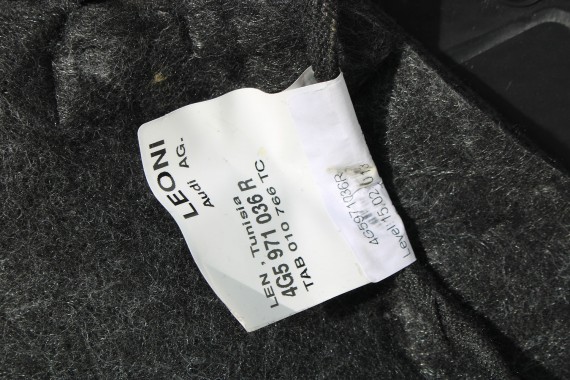 LEONI
Audi AG.
LEN. Tunisia
4G5 971 036 R
TAB 010 766 TC
4G5971036R
Level 15.02